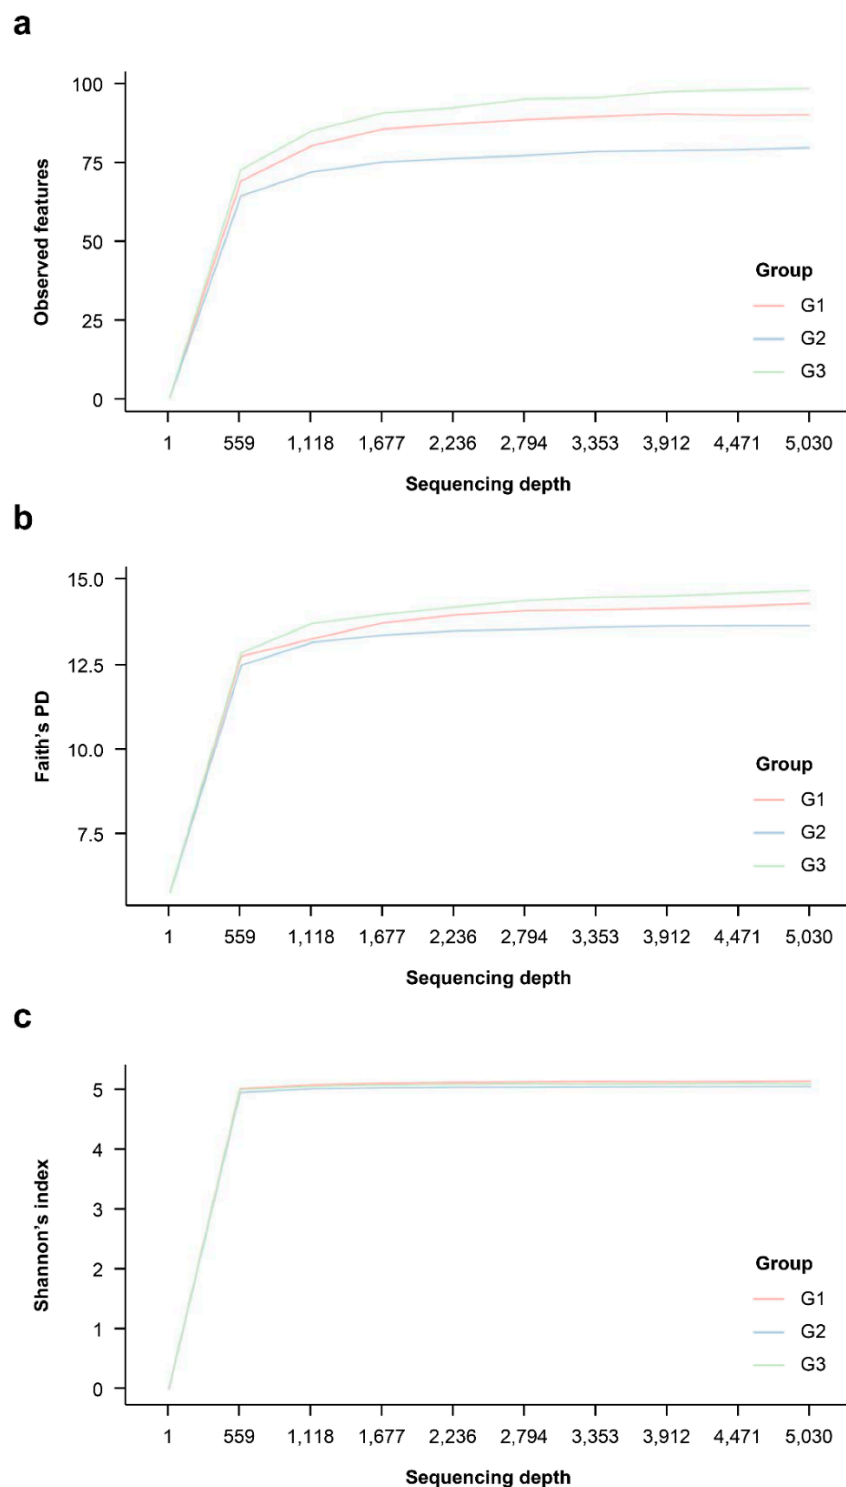 a
100
75
50
25
0
Observed features
Group
G1
G2
G3
1 559 1,118 1,677 2,236 2,794 3,353 3,912 4,471 5,030
Sequencing depth
b
15.0
12.5
10.0
7.5
Faith's PD
Group
G1
G2
G3
1 559 1,118 1,677 2,236 2,794 3,353 3,912 4,471 5,030
Sequencing depth
c
5
4
3
2
1
0
Shannon's index
Group
G1
G2
G3
1 559 1,118 1,677 2,236 2,794 3,353 3,912 4,471 5,030
Sequencing depth